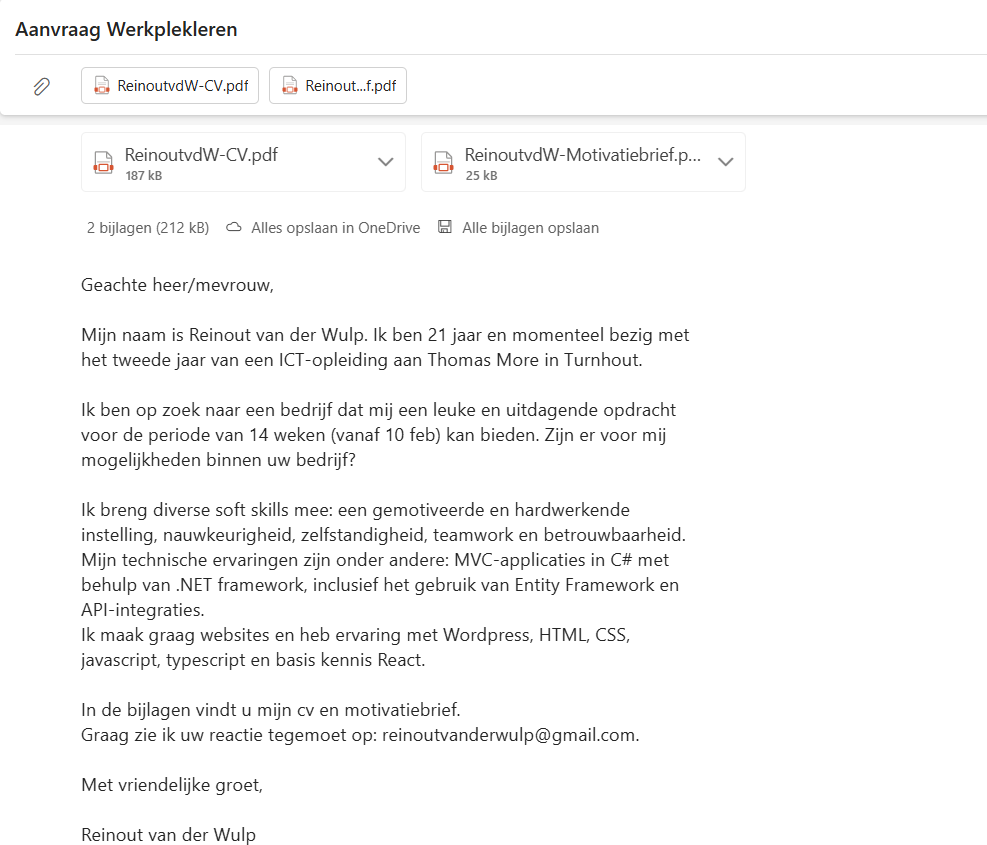 Aanvraag Werkplekleren
ReinoutvdW-CV.pdf
Reinout...f.pdf
ReinoutvdW-CV.pdf
187 kB
ReinoutvdW-Motivatiebrief.p...
25 kB
2 bijlagen (212 kB)
Alles opslaan in OneDrive
Alle bijlagen opslaan
Geachte heer/mevrouw,
Mijn naam is Reinout van der Wulp. Ik ben 21 jaar en momenteel bezig met
het tweede jaar van een ICT-opleiding aan Thomas More in Turnhout.
Ik ben op zoek naar een bedrijf dat mij een leuke en uitdagende opdracht
voor de periode van 14 weken (vanaf 10 feb) kan bieden. Zijn er voor mij
mogelijkheden binnen uw bedrijf?
Ik breng diverse soft skills mee: een gemotiveerde en hardwerkende
instelling, nauwkeurigheid, zelfstandigheid, teamwork en betrouwbaarheid.
Mijn technische ervaringen zijn onder andere: MVC-applicaties in C# met
behulp van .NET framework, inclusief het gebruik van Entity Framework en
API-integraties.
Ik maak graag websites en heb ervaring met Wordpress, HTML, CSS,
javascript, typescript en basis kennis React.
In de bijlagen vindt u mijn cv en motivatiebrief.
Graag zie ik uw reactie tegemoet op: reinoutvanderwulp@gmail.com.
Met vriendelijke groet,
Reinout van der Wulp